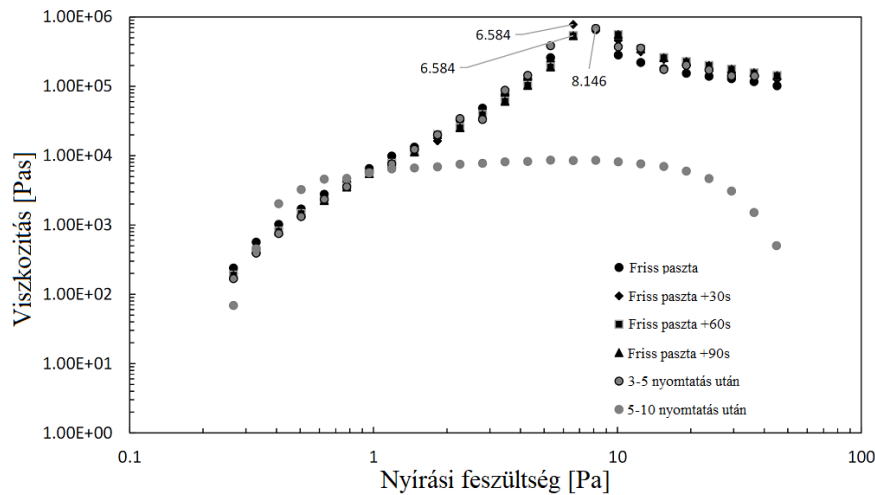 Viszkozitás [Pas]
1.00E+06
1.00E+05
1.00E+04
1.00E+03
1.00E+02
1.00E+01
1.00E+00
6.584
6.584
8.146
Friss paszta
Friss paszta +30s
Friss paszta +60s
Friss paszta +90s
3-5 nyomtatás után
5-10 nyomtatás után
0.1
1
10
100
Nyírási feszültség [Pa]